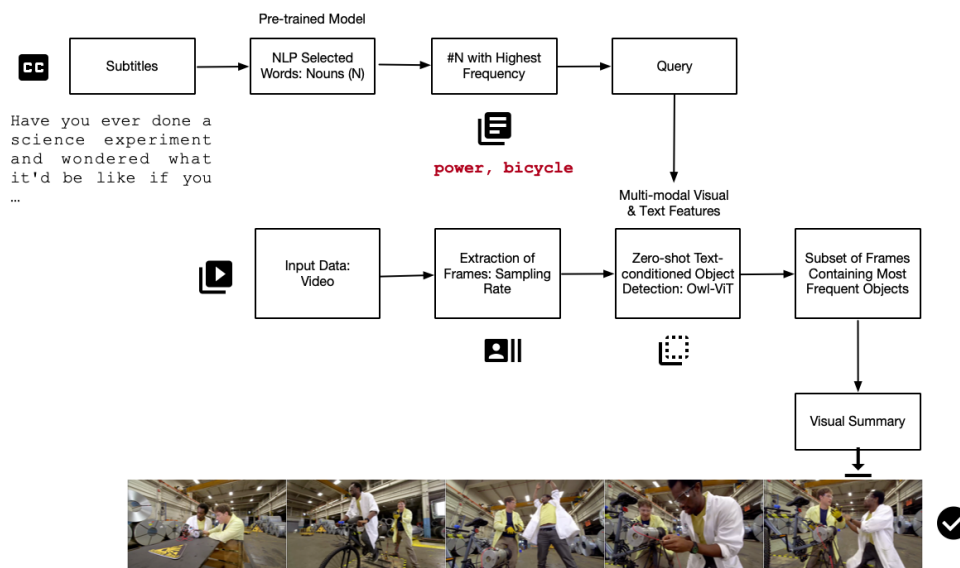 Pre-trained Model
CC
Subtitles
NLP Selected
Words: Nouns (N)
#N with Highest
Frequency
Query
Have you ever done a
science experiment
and wondered what
it'd be like if you
…
power, bicycle
Multi-modal Visual
& Text Features
Input Data:
Video
Extraction of
Frames: Sampling
Rate
Zero-shot Text-
conditioned Object
Detection: Owl-ViT
Subset of Frames
Containing Most
Frequent Objects
Visual Summary